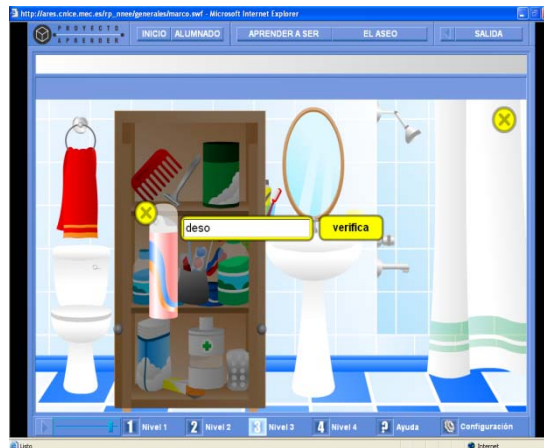 http://ares.cnice.mec.es/rp_nnee/generales/marco.swf - Microsoft Internet Explorer
PROYECTO APRENDER
INICIO ALUMNADO APRENDER A SER EL ASEO SALIDA
deso verifica
1 Nivel 1 2 Nivel 2 3 Nivel 3 4 Nivel 4 ? Ayuda Configuración
Listo Internet